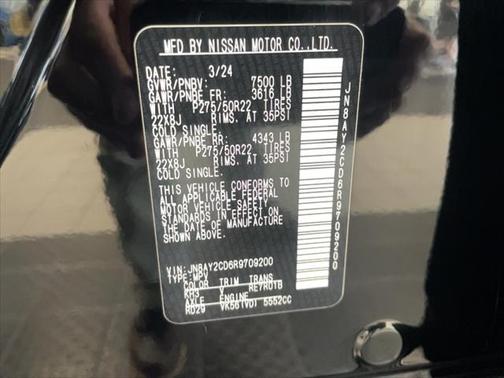 MFD BY NISSAN MOTOR CO.,LTD.
DATE: 3/24
GVWR/PNBV: 7500 LB
GAWR/PNBE FR: 3616 LB
WITH P275/50R22 TIRES
22X8J RIMS. AT 35PSI
COLD SINGLE.
GAWR/PNBE RR: 4343 LB
WITH P275/50R22 TIRES
22X8J RIMS. AT 35PSI
COLD SINGLE.
THIS VEHICLE CONFORMS TO
ALL APPLICABLE FEDERAL
MOTOR VEHICLE SAFETY
STANDARDS IN EFFECT ON
THE DATE OF MANUFACTURE
SHOWN ABOVE.
VIN: JN8AY2CD6R9709200
TYPE: MPV
COLOR TRIM TRANS
KH3 V RE7R01B
AXLE ENGINE
RD29 VK56(VD) 5552CC
JN8AY2CD6R9709200